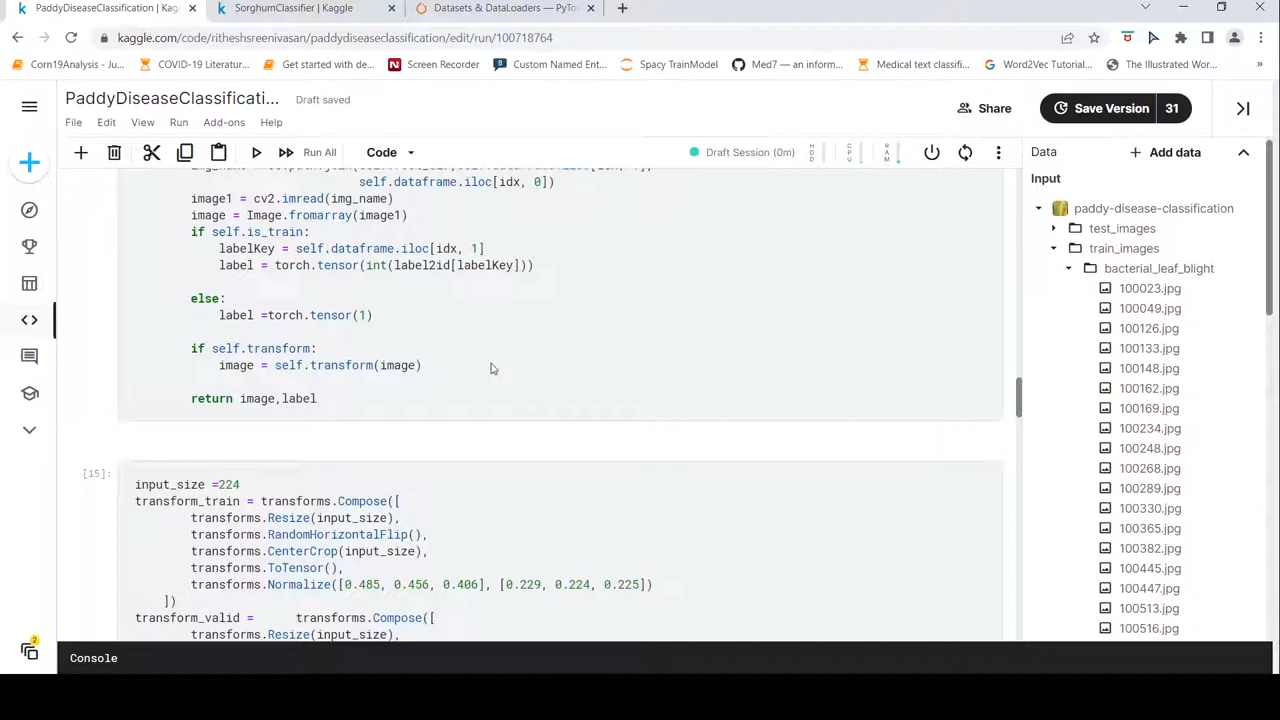 PaddyDiseaseClassification | Kag
SorghumClassifier | Kaggle
Datasets & DataLoaders — PyTo
kaggle.com/code/ritheshsreenivasan/paddydiseaseclassification/edit/run/100718764
Corn19Analysis - Ju...
COVID-19 Literatur...
Get started with de...
Screen Recorder
Custom Named Ent...
Spacy TrainModel
Med7 — an inform...
Medical text classifi...
Word2Vec Tutorial...
The Illustrated Wor...
»
PaddyDiseaseClassificati...
Draft saved
Share
Save Version
31
File
Edit
View
Run
Add-ons
Help
Run All
Code
Draft Session (0m)
HDD
CPU
RAM
Data
Add data
Input
paddy-disease-classification
test_images
train_images
bacterial_leaf_blight
100023.jpg
100049.jpg
100126.jpg
100133.jpg
100148.jpg
100162.jpg
100169.jpg
100234.jpg
100248.jpg
100268.jpg
100289.jpg
100330.jpg
100365.jpg
100382.jpg
100445.jpg
100447.jpg
100513.jpg
100516.jpg
self.dataframe.iloc[idx, 0])
image1 = cv2.imread(img_name)
image = Image.fromarray(image1)
if self.is_train:
labelKey = self.dataframe.iloc[idx, 1]
label = torch.tensor(int(label2id[labelKey]))
else:
label =torch.tensor(1)
if self.transform:
image = self.transform(image)
return image,label
[15]:
input_size =224
transform_train = transforms.Compose([
transforms.Resize(input_size),
transforms.RandomHorizontalFlip(),
transforms.CenterCrop(input_size),
transforms.ToTensor(),
transforms.Normalize([0.485, 0.456, 0.406], [0.229, 0.224, 0.225])
])
transform_valid = transforms.Compose([
transforms.Resize(input_size),
2
Console